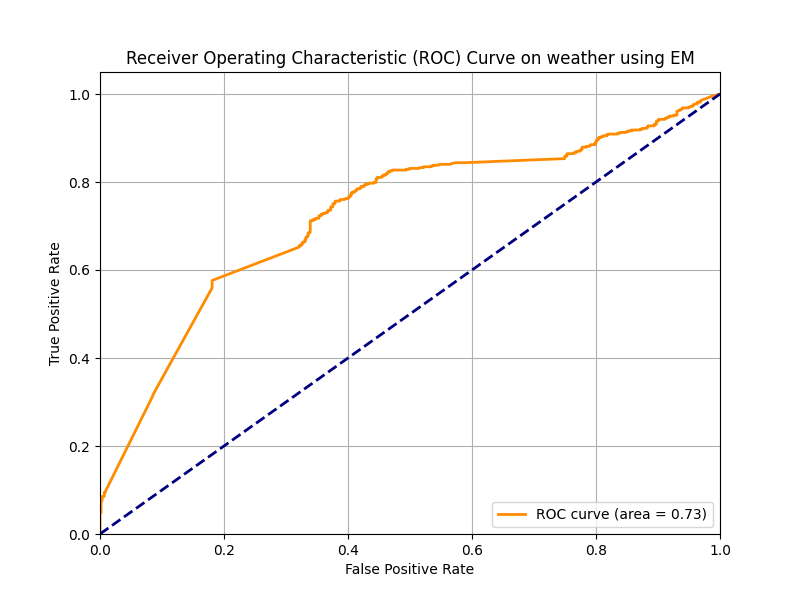 Receiver Operating Characteristic (ROC) Curve on weather using EM
1.0
0.8
0.6
0.4
0.2
0.0
True Positive Rate
ROC curve (area = 0.73)
0.0 0.2 0.4 0.6 0.8 1.0
False Positive Rate